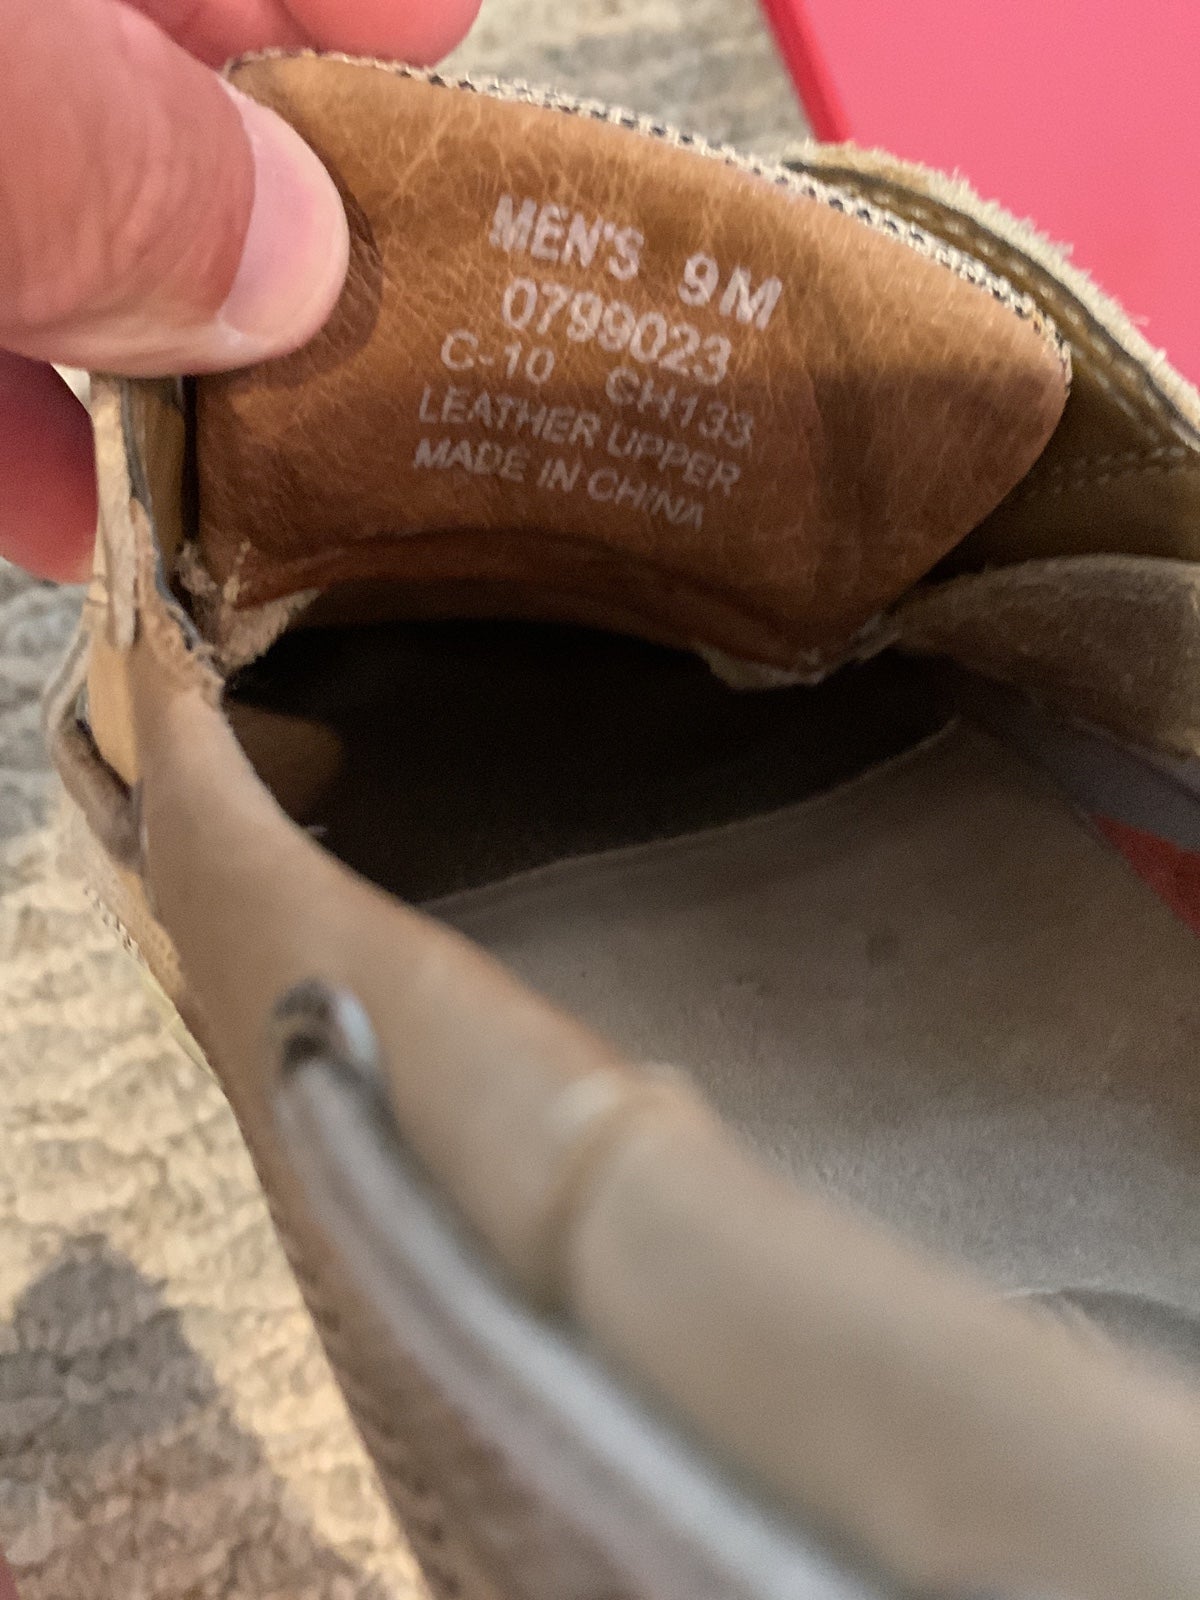 MEN'S 9M
0799023
C-10 CH133
LEATHER UPPER
MADE IN CHINA